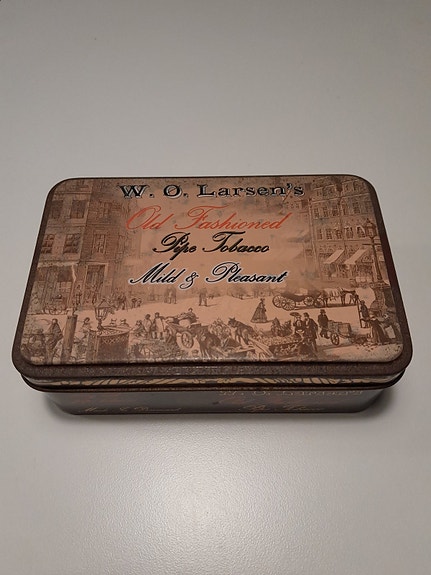 W. O. Larsen's
Old Fashioned
Pipe Tobacco
Mild & Pleasant